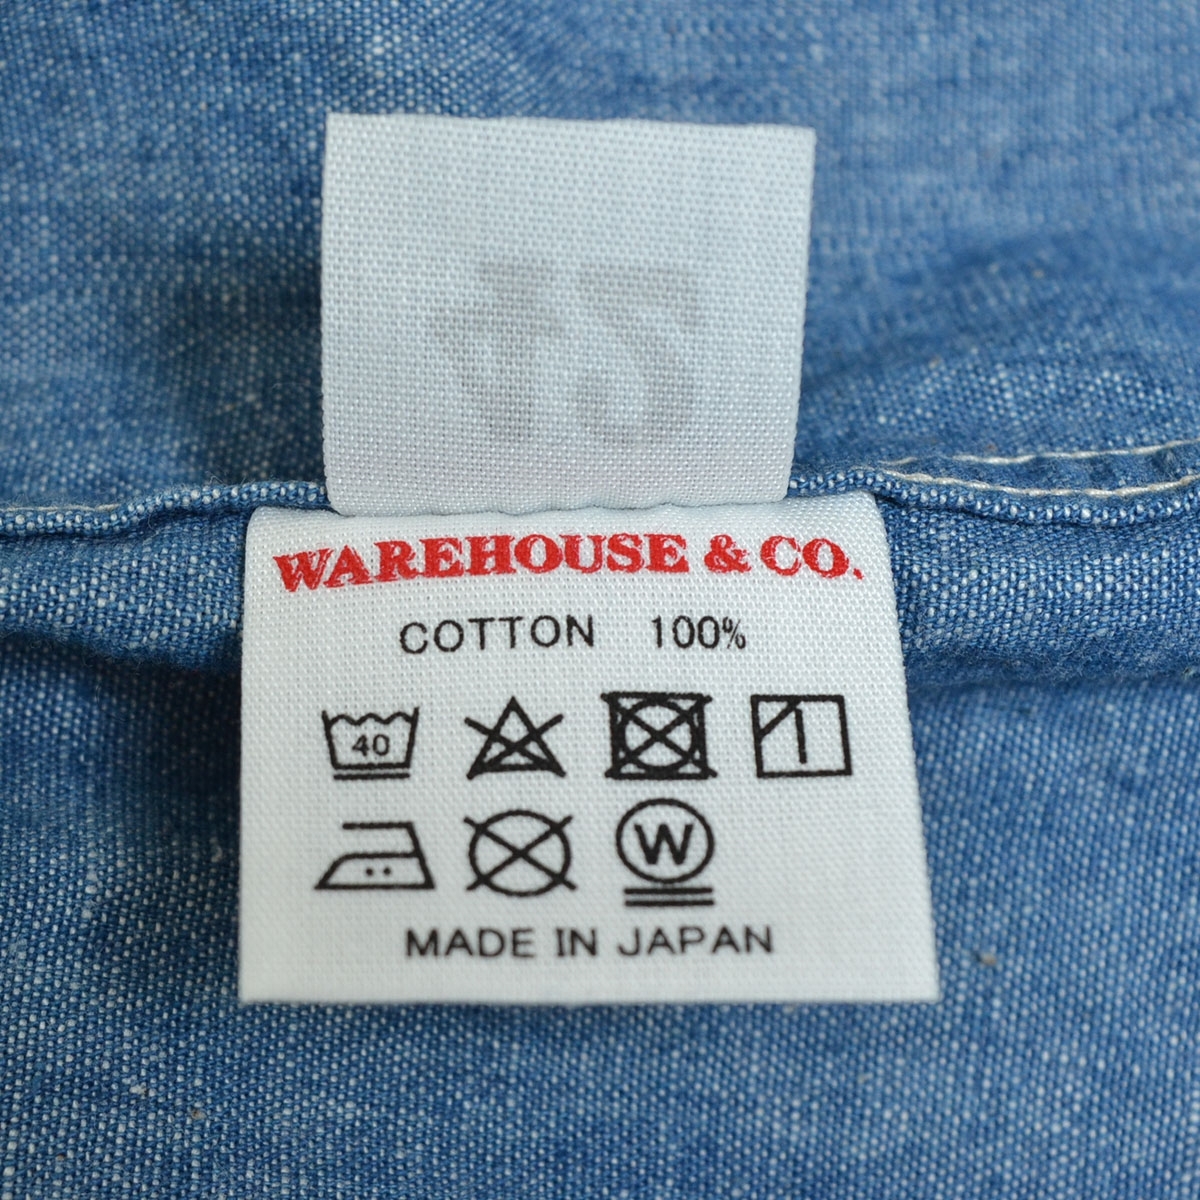 WAREHOUSE & CO.
COTTON 100%
40
W
MADE IN JAPAN